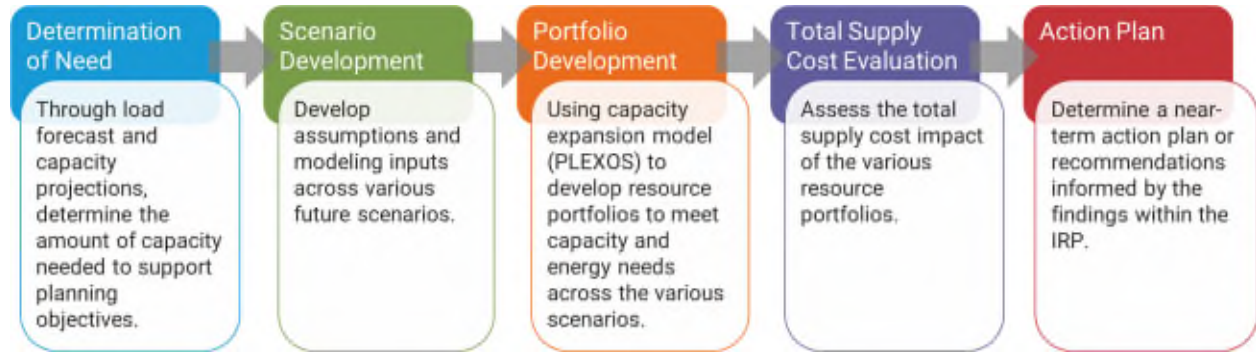 Determination
of Need
Through load
forecast and
capacity
projections,
determine the
amount of capacity
needed to support
planning
objectives.
Scenario
Development
Develop
assumptions and
modeling inputs
across various
future scenarios.
Portfolio
Development
Using capacity
expansion model
(PLEXOS) to
develop resource
portfolios to meet
capacity and
energy needs
across the various
scenarios.
Total Supply
Cost Evaluation
Assess the total
supply cost impact
of the various
resource
portfolios.
Action Plan
Determine a near-
term action plan or
recommendations
informed by the
findings within the
IRP.